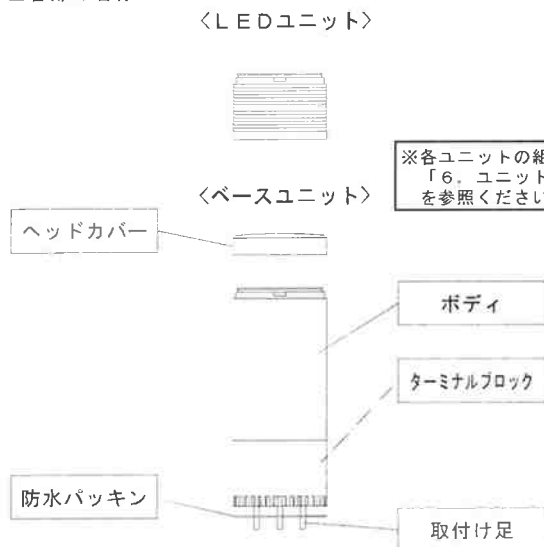 〈LEDユニット〉
※各ユニットの組
「6. ユニット
を参照ください
〈ベースユニット〉
ヘッドカバー
ボディ
ターミナルブロック
防水パッキン
取付け足